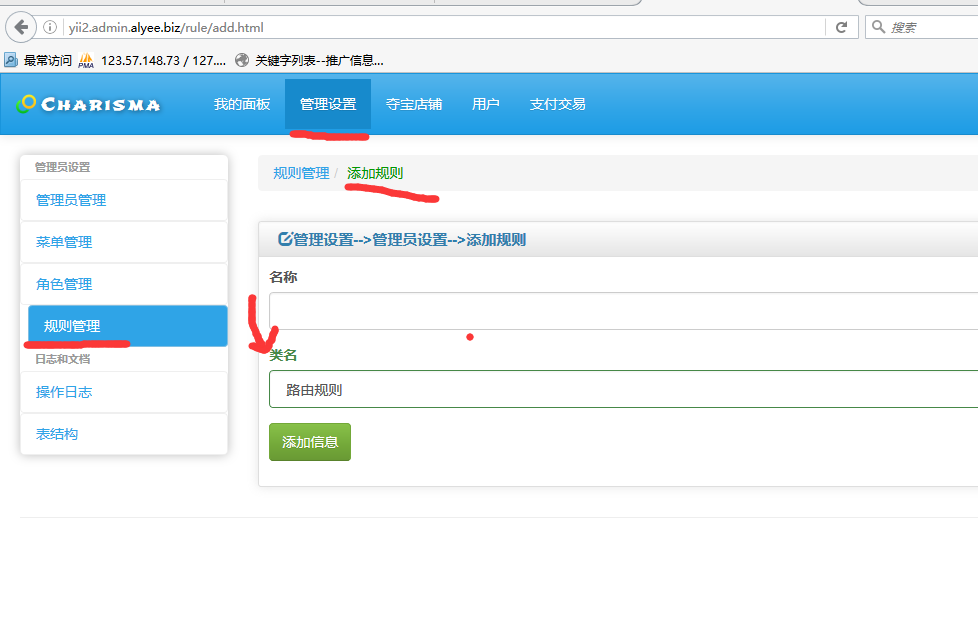 yii2.admin.alyee.biz/rule/add.html
搜索
最常访问 PMA 123.57.148.73 / 127.... 关键字列表--推广信息...
CHARISMA 我的面板 管理设置 夺宝店铺 用户 支付交易
管理员设置
管理员管理
菜单管理
角色管理
规则管理
日志和文档
操作日志
表结构
规则管理 / 添加规则
管理设置-->管理员设置-->添加规则
名称
类名
路由规则
添加信息